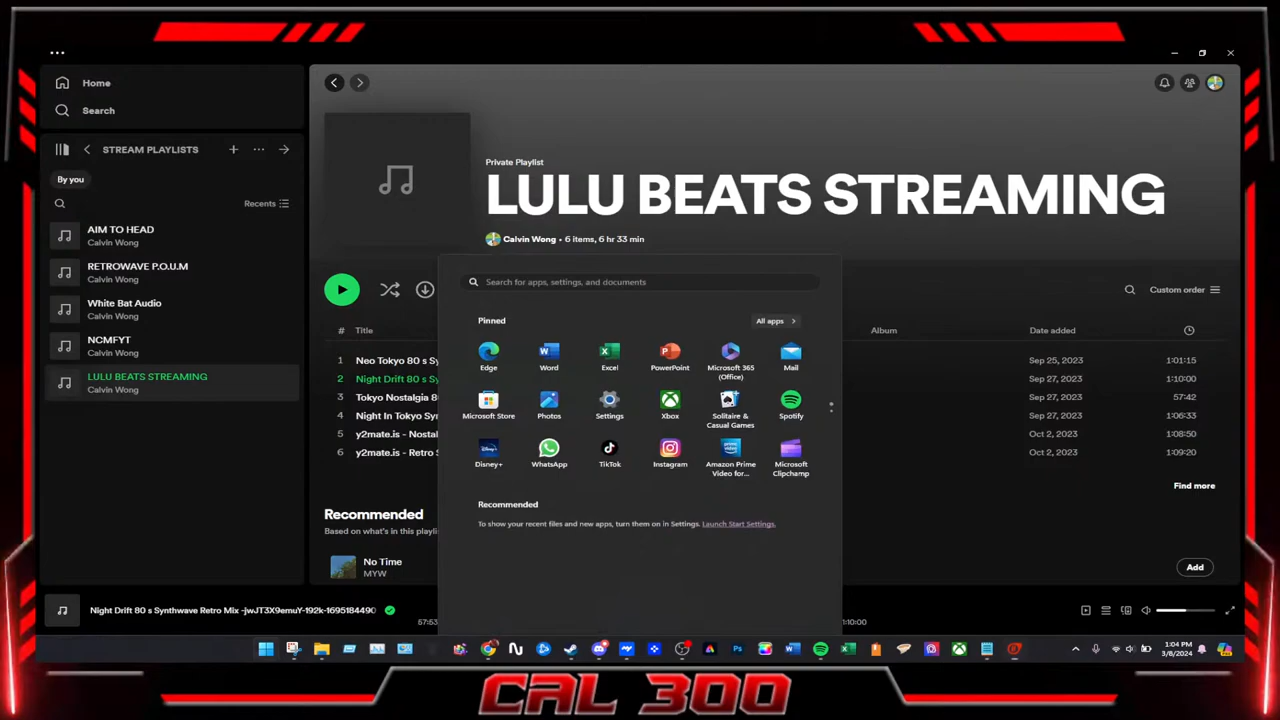 Home
Search
STREAM PLAYLISTS
By you
Recents
AIM TO HEAD
Calvin Wong
RETROWAVE P.O.U.M
Calvin Wong
White Bat Audio
Calvin Wong
NCMFYT
Calvin Wong
LULU BEATS STREAMING
Calvin Wong
Private Playlist
LULU BEATS STREAMING
Calvin Wong • 6 items, 6 hr 33 min
Custom order
# Title Album Date added
1 Neo Tokyo 80 s Sy Sep 25, 2023 1:01:15
2 Night Drift 80 s Sep 27, 2023 1:10:00
3 Tokyo Nostalgia 8 Sep 27, 2023 57:42
4 Night In Tokyo Syn Sep 27, 2023 1:06:33
5 y2mate.is - Nostal Oct 2, 2023 1:08:50
6 y2mate.is - Retro Oct 2, 2023 1:09:20
Find more
Recommended
Based on what's in this playlis
No Time
MYW
Add
Search for apps, settings, and documents
Pinned
All apps >
Edge Word Excel PowerPoint Microsoft 365 (Office) Mail
Microsoft Store Photos Settings Xbox Solitaire & Casual Games Spotify
Disney+ WhatsApp TikTok Instagram Amazon Prime Video for... Microsoft Clipchamp
Recommended
To show your recent files and new apps, turn them on in Settings. Launch Start Settings.
Night Drift 80 s Synthwave Retro Mix -jwJT3X9emuY-192k-1695184490
57:53
1:10:00
1:04 PM
3/8/2024
CAL 300